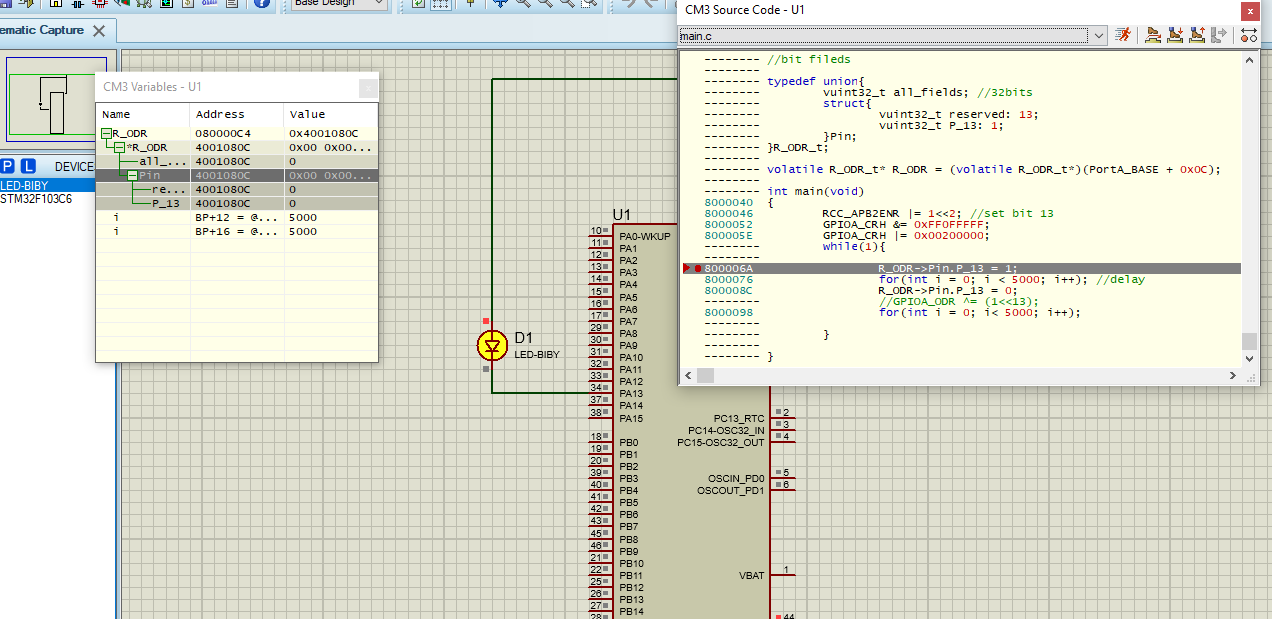 Base Design
ematic Capture
CM3 Source Code - U1
main.c
CM3 Variables - U1
Name Address Value
R_ODR 080000C4 0x4001080C
*R_ODR 4001080C 0x00 0x00...
all_... 4001080C 0
Pin 4001080C 0x00 0x00...
re... 4001080C 0
P_13 4001080C 0
i BP+12 = @... 5000
i BP+16 = @... 5000
P L DEVICE
LED-BIBY
STM32F103C6
-------- //bit fileds
--------
-------- typedef union{
-------- vuint32_t all_fields; //32bits
-------- struct{
-------- vuint32_t reserved: 13;
-------- vuint32_t P_13: 1;
-------- }Pin;
-------- }R_ODR_t;
--------
-------- volatile R_ODR_t* R_ODR = (volatile R_ODR_t*)(PortA_BASE + 0x0C);
--------
-------- int main(void)
8000040 {
8000046 RCC_APB2ENR |= 1<<2; //set bit 13
8000052 GPIOA_CRH &= 0xFF0FFFFF;
800005E GPIOA_CRH |= 0x00200000;
-------- while(1){
--------
800006A R_ODR->Pin.P_13 = 1;
8000076 for(int i = 0; i < 5000; i++); //delay
800008C R_ODR->Pin.P_13 = 0;
-------- //GPIOA_ODR ^= (1<<13);
8000098 for(int i = 0; i< 5000; i++);
--------
-------- }
--------
-------- }
D1
LED-BIBY
U1
10 PA0-WKUP
11 PA1
12 PA2
13 PA3
14 PA4
15 PA5
16 PA6
17 PA7
29 PA8
30 PA9
31 PA10
32 PA11
33 PA12
34 PA13
37 PA14
38 PA15
18 PB0
19 PB1
20 PB2
39 PB3
40 PB4
41 PB5
42 PB6
43 PB7
45 PB8
46 PB9
21 PB10
22 PB11
25 PB12
26 PB13
27 PB14
28
PC13_RTC 2
PC14-OSC32_IN 3
PC15-OSC32_OUT 4
OSCIN_PD0 5
OSCOUT_PD1 6
VBAT 1
44